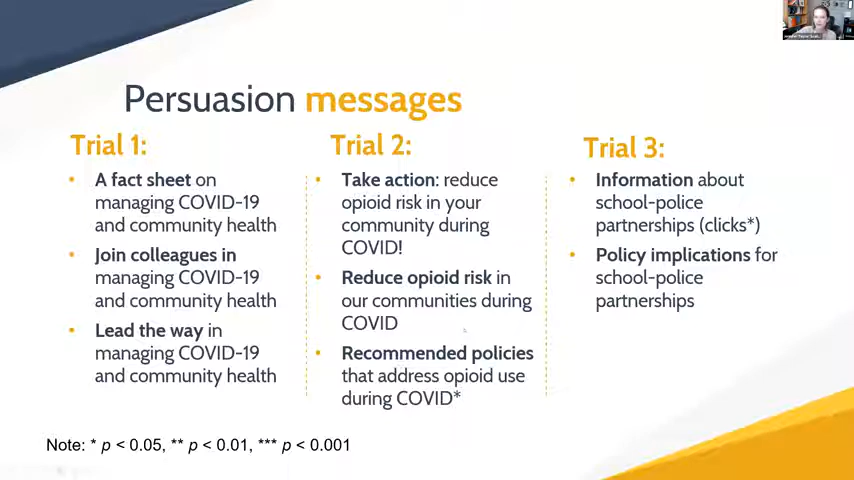 Persuasion messages
Trial 1:
• A fact sheet on
managing COVID-19
and community health
• Join colleagues in
managing COVID-19
and community health
• Lead the way in
managing COVID-19
and community health
Trial 2:
• Take action: reduce
opioid risk in your
community during
COVID!
• Reduce opioid risk in
our communities during
COVID
• Recommended policies
that address opioid use
during COVID*
Trial 3:
• Information about
school-police
partnerships (clicks*)
• Policy implications for
school-police
partnerships
Note: * p < 0.05, ** p < 0.01, *** p < 0.001